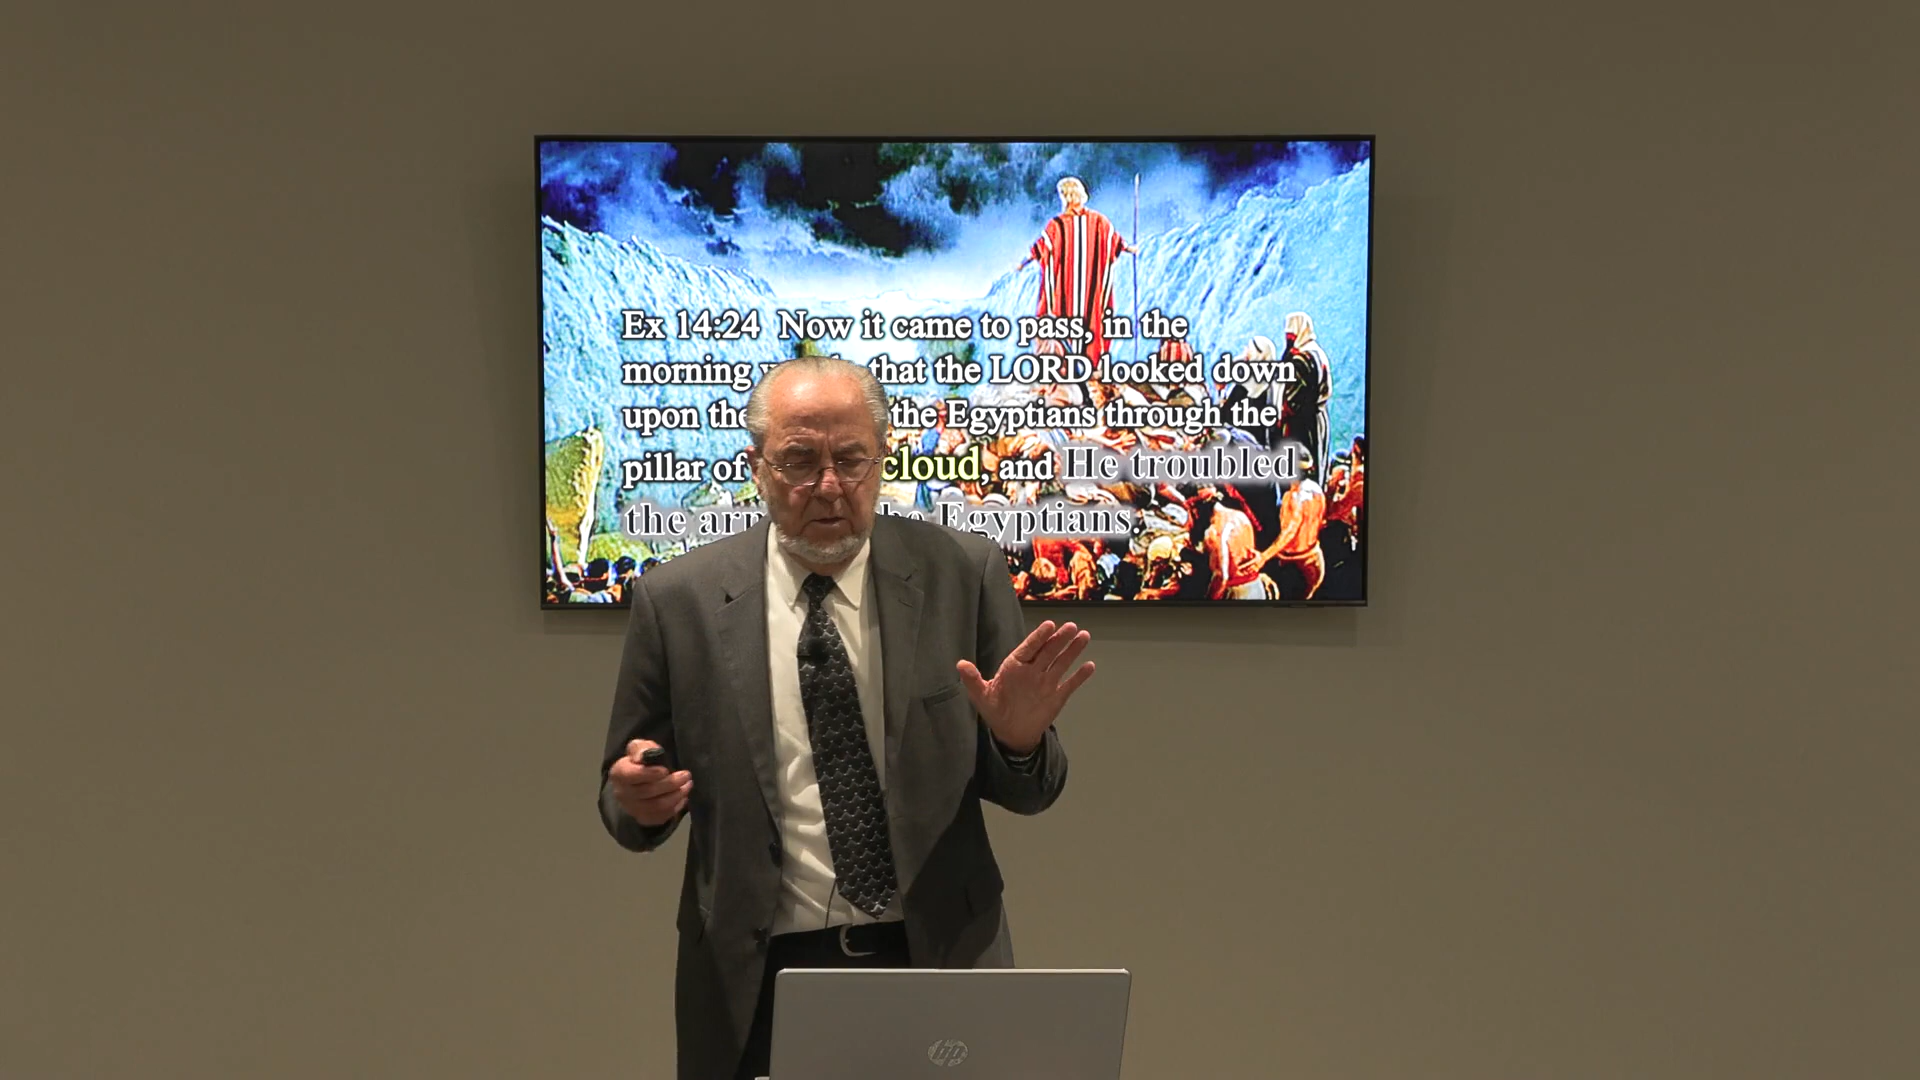 Ex 14:24 Now it came to pass, in the
morning that the LORD looked down
upon the the Egyptians through the
pillar of cloud, and He troubled
the Egyptians.
hp